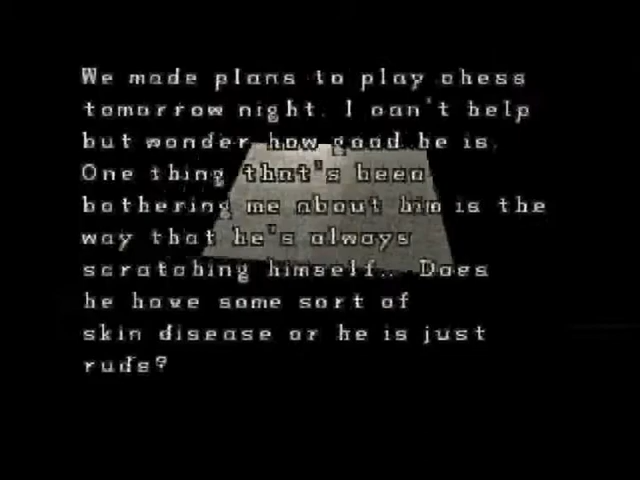 We made plans to play chess
tomorrow night. I can't help
but wonder how good he is.
One thing that's been
bothering me about him is the
way that he's always
scratching himself... Does
he have some sort of
skin disease or he is just
rude?